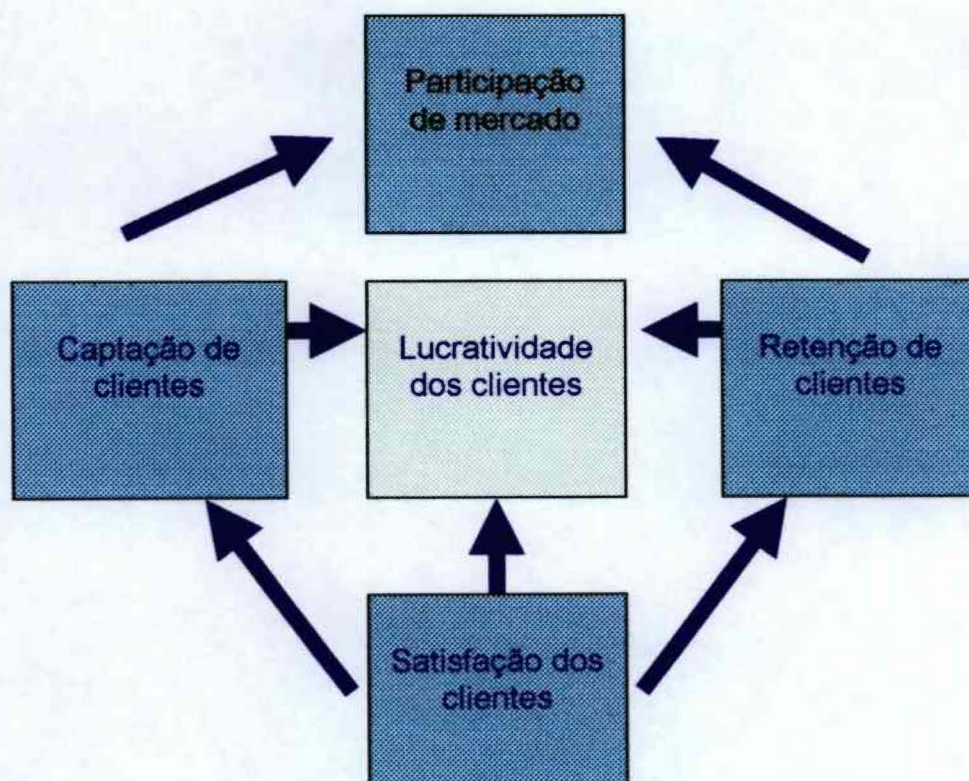 Participação
de mercado
Captação de
clientes
Lucratividade
dos clientes
Retenção de
clientes
Satisfação dos
clientes